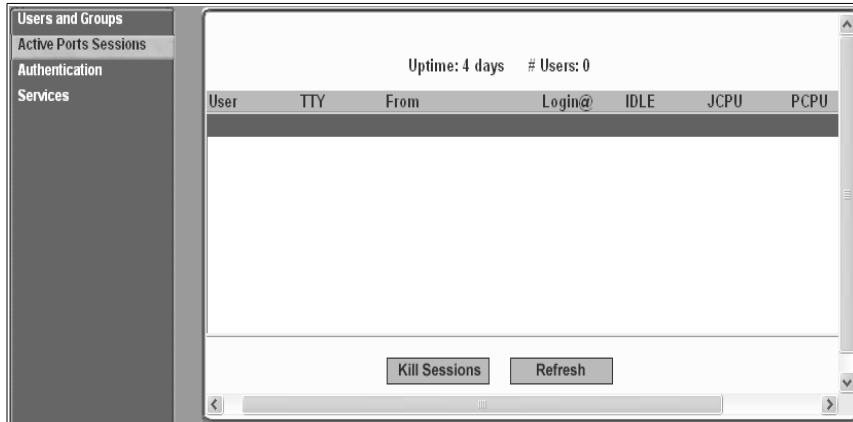 Users and Groups
Active Ports Sessions
Authentication
Services
Uptime: 4 days # Users: 0
User TTY From Login@ IDLE JCPU PCPU
Kill Sessions Refresh